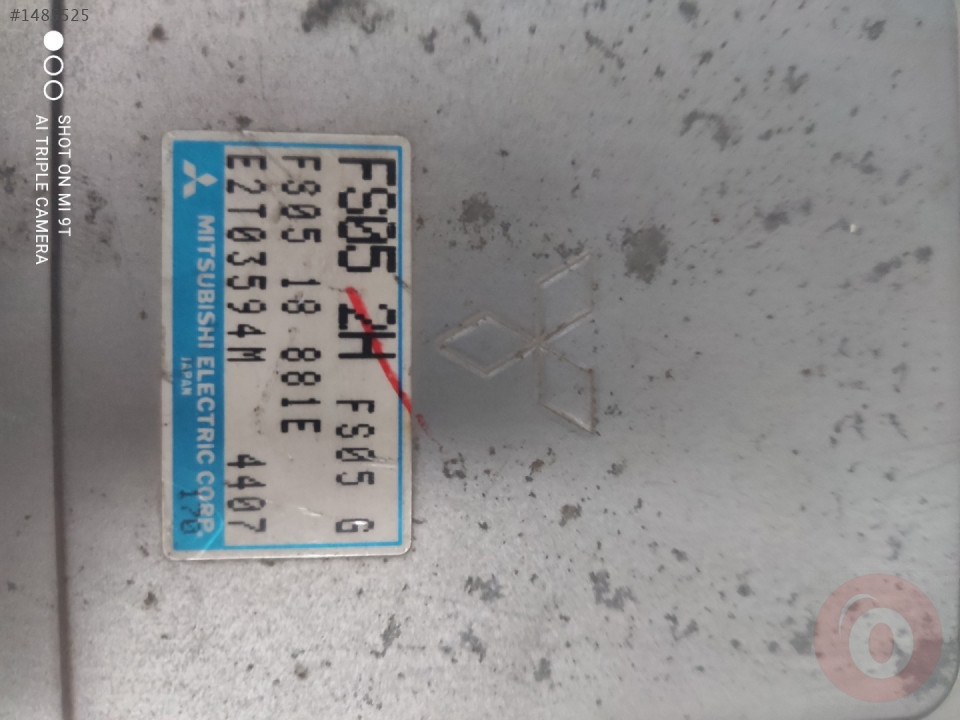 SHOT ON MI 9T
AI TRIPLE CAMERA
FS05 2H FS05 G
FS05 18 881E
E2T03594M 4407
MITSUBISHI ELECTRIC CORP.
JAPAN
170